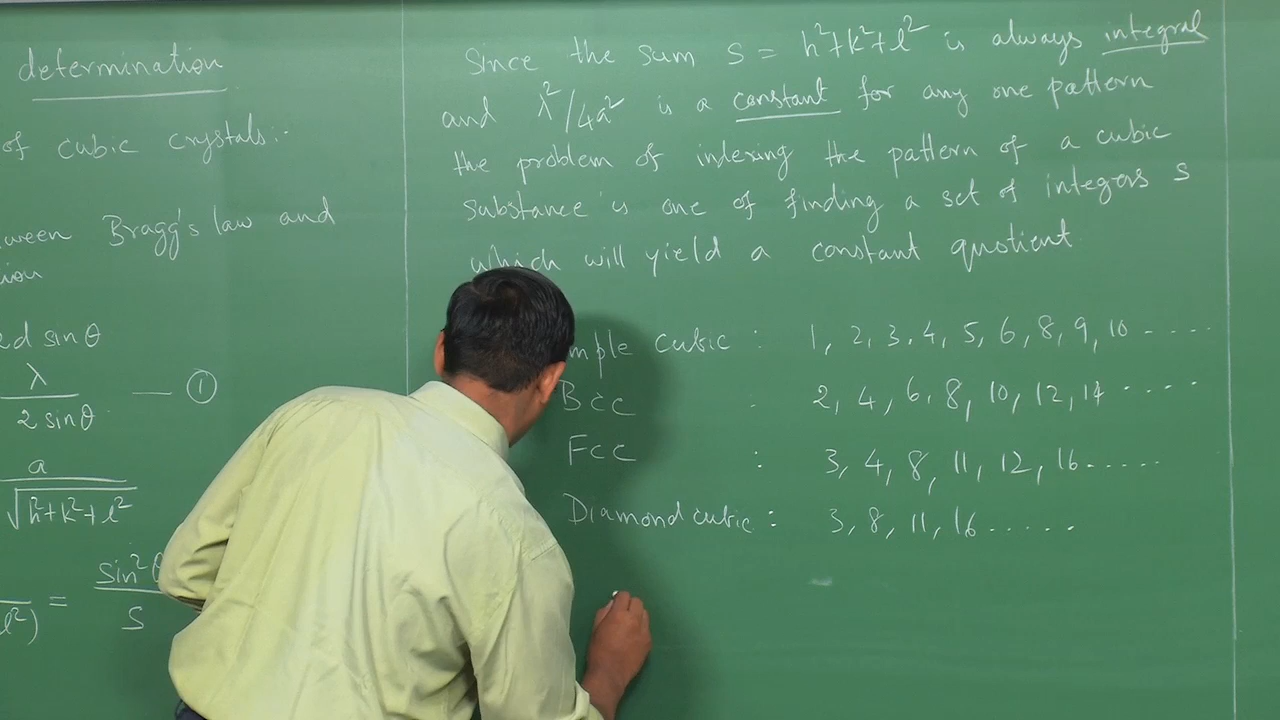 determination
of cubic crystals:-
Bragg's law and
2d sinθ
λ
2 sinθ — ①
a
√h²+k²+l²
= sin²θ
s
Since the sum s = h²+k²+l² is always integral
and λ²/4a² is a constant for any one pattern
the problem of indexing the pattern of a cubic
substance is one of finding a set of integers s
which will yield a constant quotient
cubic : 1, 2, 3, 4, 5, 6, 8, 9, 10 ----
Bcc : 2, 4, 6, 8, 10, 12, 14 ....
Fcc : 3, 4, 8, 11, 12, 16.....
Diamond cubic : 3, 8, 11, 16......